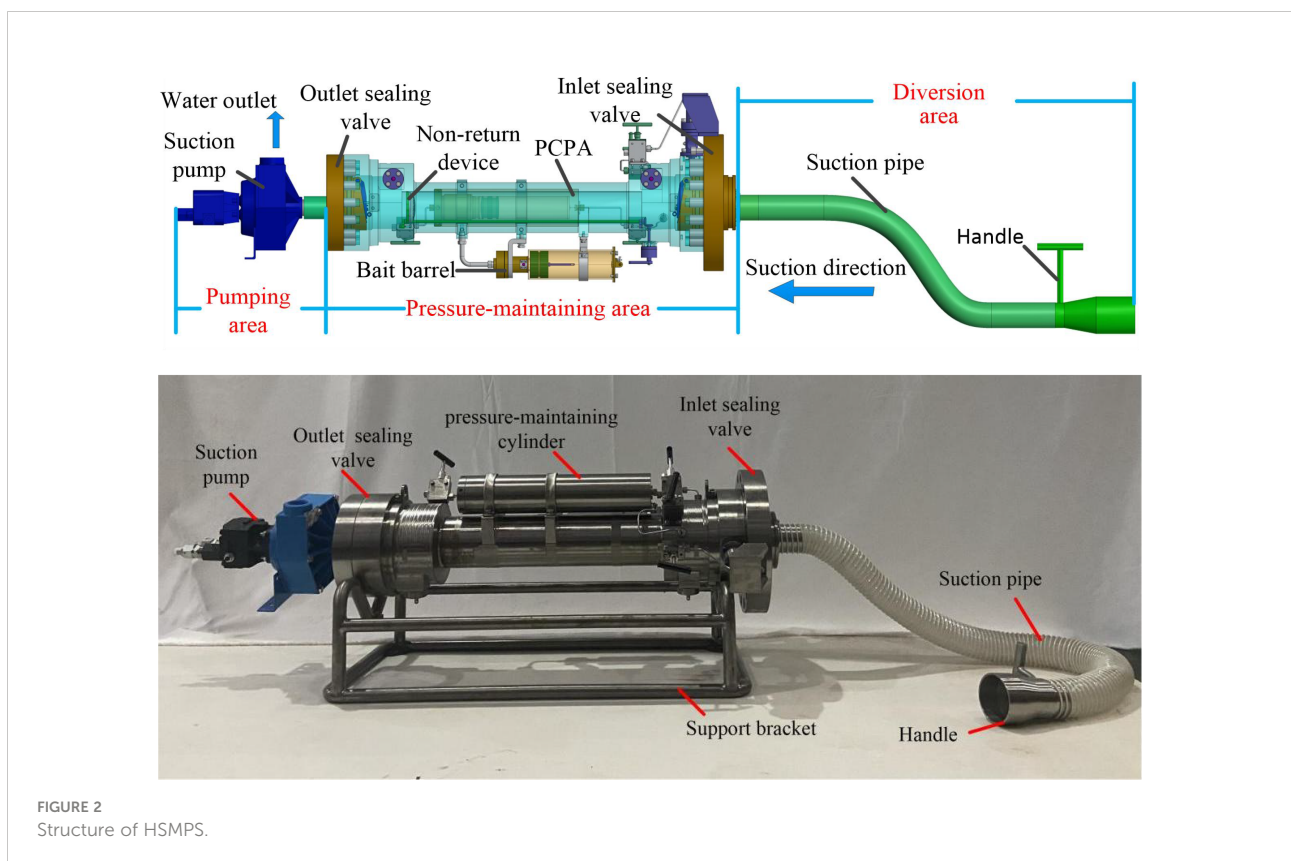 Water outlet
Suction
pump
Outlet sealing
valve
Non-return
device
PCPA
Inlet sealing
valve
Diversion
area
Suction pipe
Handle
Bait barrel
Suction direction
Pumping
area
Pressure-maintaining area
Suction
pump
Outlet sealing
valve
pressure-maintaining
cylinder
Inlet sealing
valve
Suction pipe
Support bracket
Handle
FIGURE 2
Structure of HSMPS.